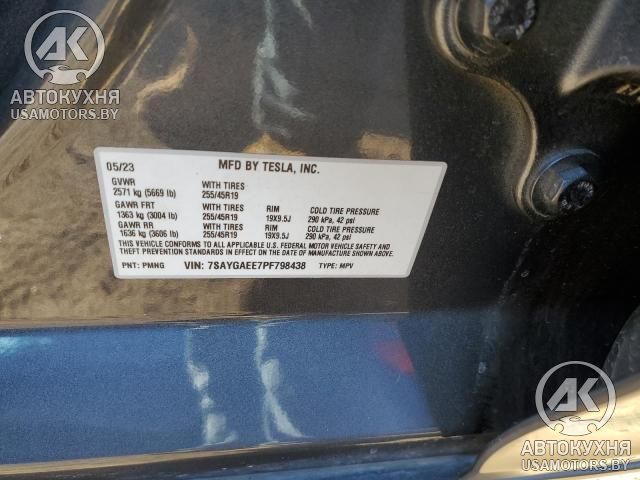 AK
АВТОКУХНЯ
USAMOTORS.BY
05/23 MFD BY TESLA, INC.
GVWR WITH TIRES
2571 kg (5669 lb) 255/45R19
GAWR FRT WITH TIRES RIM COLD TIRE PRESSURE
1363 kg (3004 lb) 255/45R19 19X9.5J 290 kPa, 42 psi
GAWR RR WITH TIRES RIM COLD TIRE PRESSURE
1636 kg (3606 lb) 255/45R19 19X9.5J 290 kPa, 42 psi
THIS VEHICLE CONFORMS TO ALL APPLICABLE U.S. FEDERAL MOTOR VEHICLE SAFETY AND
THEFT PREVENTION STANDARDS IN EFFECT ON THE DATE OF MANUFACTURE SHOWN ABOVE.
PNT: PMNG VIN: 7SAYGAEE7PF798438 TYPE: MPV
AK
АВТОКУХНЯ
USAMOTORS.BY